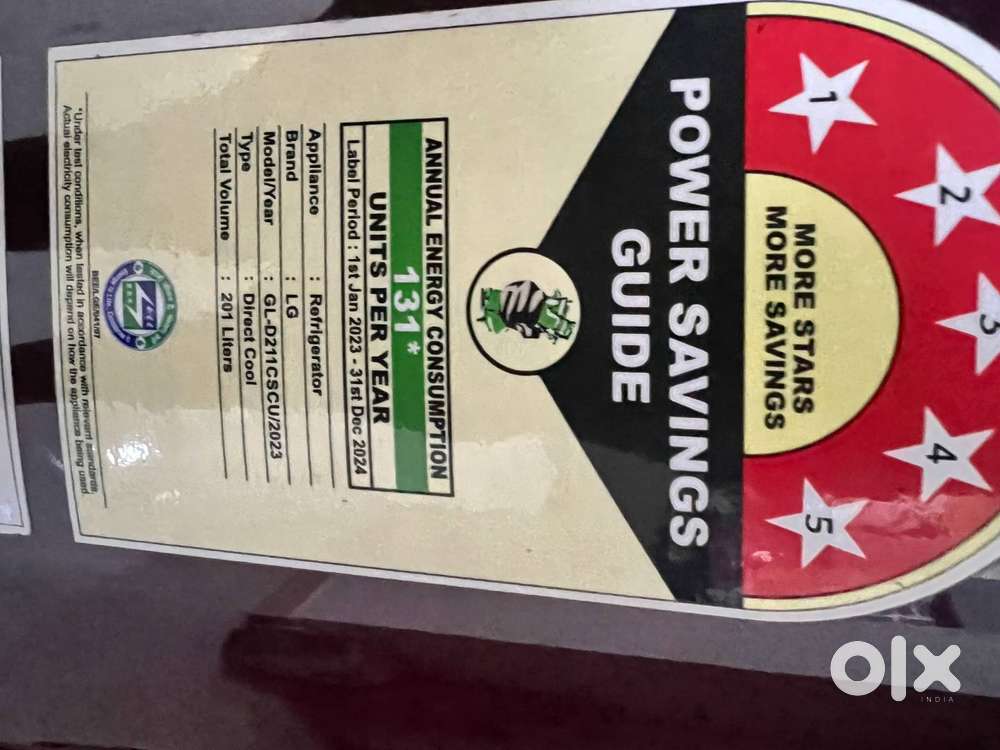 1
2
3
4
5
MORE STARS
MORE SAVINGS
POWER SAVINGS
GUIDE
ANNUAL ENERGY CONSUMPTION
131*
UNITS PER YEAR
Label Period : 1st Jan 2023 - 31st Dec 2024
Appliance : Refrigerator
Brand : LG
Model/Year : GL-D211CSCU/2023
Type : Direct Cool
Total Volume : 201 Liters
*Under test conditions, when tested in accordance with relevant standards.
Actual electricity consumption will depend on how the appliance being used
olx
INDIA